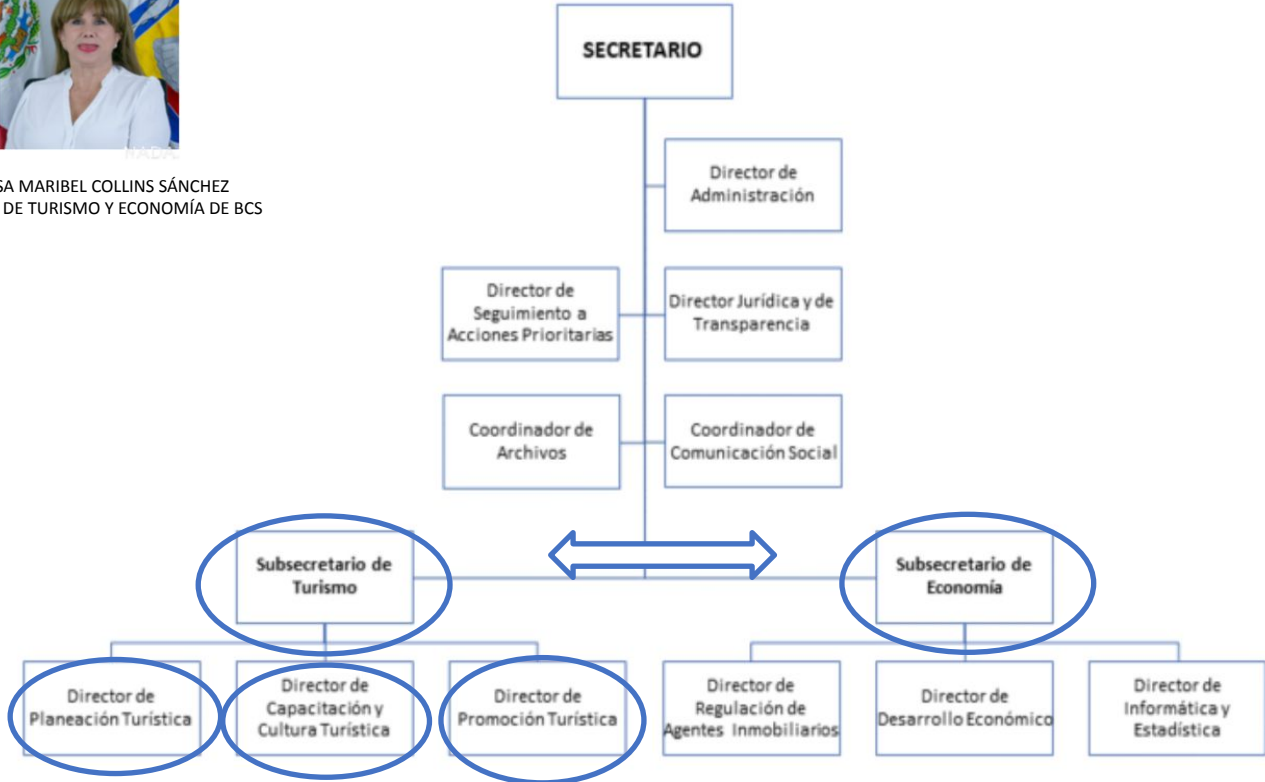 SECRETARIO
NADA.
SA MARIBEL COLLINS SÁNCHEZ
DE TURISMO Y ECONOMÍA DE BCS
Director de
Administración
Director de
Seguimiento a
Acciones Prioritarias
Director Jurídica y de
Transparencia
Coordinador de
Archivos
Coordinador de
Comunicación Social
Subsecretario de
Turismo
Subsecretario de
Economía
Director de
Planeación Turística
Director de
Capacitación y
Cultura Turística
Director de
Promoción Turística
Director de
Regulación de
Agentes Inmobiliarios
Director de
Desarrollo Económico
Director de
Informática y
Estadística